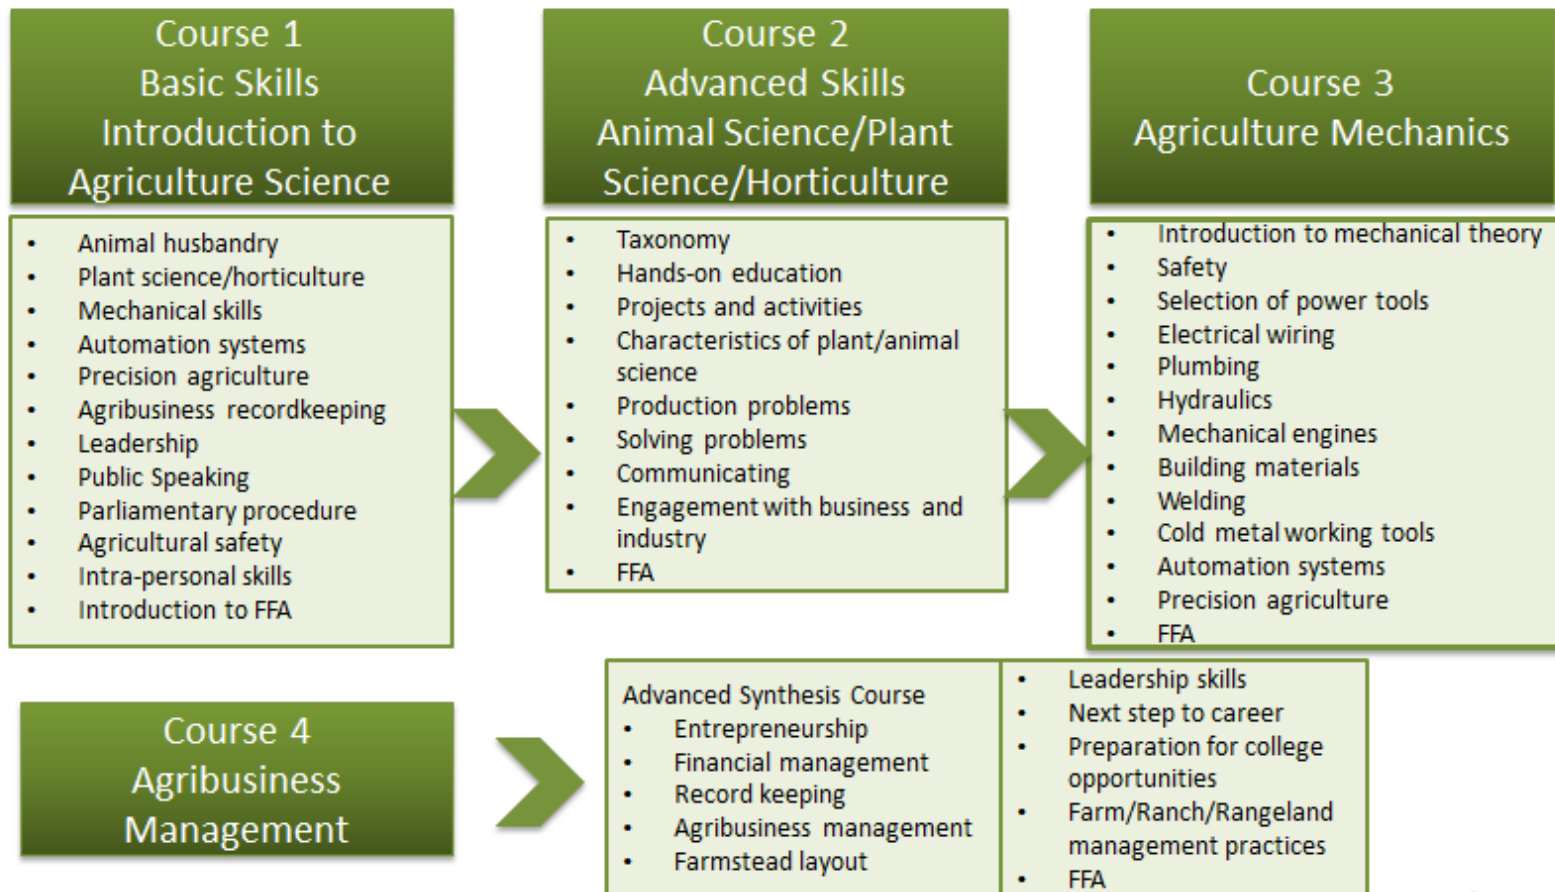 Course 1
Basic Skills
Introduction to
Agriculture Science
• Animal husbandry
• Plant science/horticulture
• Mechanical skills
• Automation systems
• Precision agriculture
• Agribusiness recordkeeping
• Leadership
• Public Speaking
• Parliamentary procedure
• Agricultural safety
• Intra-personal skills
• Introduction to FFA
Course 2
Advanced Skills
Animal Science/Plant
Science/Horticulture
• Taxonomy
• Hands-on education
• Projects and activities
• Characteristics of plant/animal
science
• Production problems
• Solving problems
• Communicating
• Engagement with business and
industry
• FFA
Course 3
Agriculture Mechanics
• Introduction to mechanical theory
• Safety
• Selection of power tools
• Electrical wiring
• Plumbing
• Hydraulics
• Mechanical engines
• Building materials
• Welding
• Cold metal working tools
• Automation systems
• Precision agriculture
• FFA
Course 4
Agribusiness
Management
Advanced Synthesis Course
• Entrepreneurship
• Financial management
• Record keeping
• Agribusiness management
• Farmstead layout
• Leadership skills
• Next step to career
• Preparation for college
opportunities
• Farm/Ranch/Rangeland
management practices
• FFA